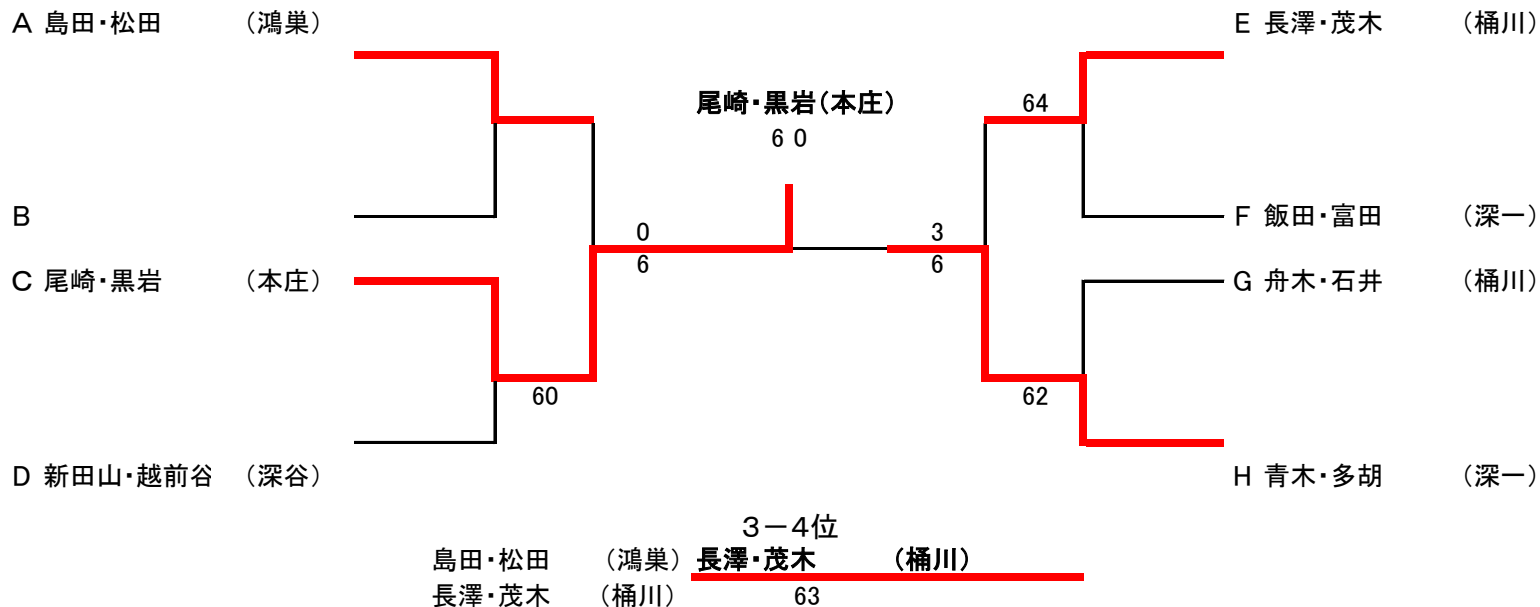 A 島田・松田 （鴻巣）
E 長澤・茂木 （桶川）
尾崎・黒岩（本庄）
64
6 0
B
F 飯田・富田 （深一）
0
3
6
6
C 尾崎・黒岩 （本庄）
G 舟木・石井 （桶川）
60
62
D 新田山・越前谷 （深谷）
H 青木・多胡 （深一）
3－4位
島田・松田 （鴻巣） 長澤・茂木 （桶川）
長澤・茂木 （桶川） 63